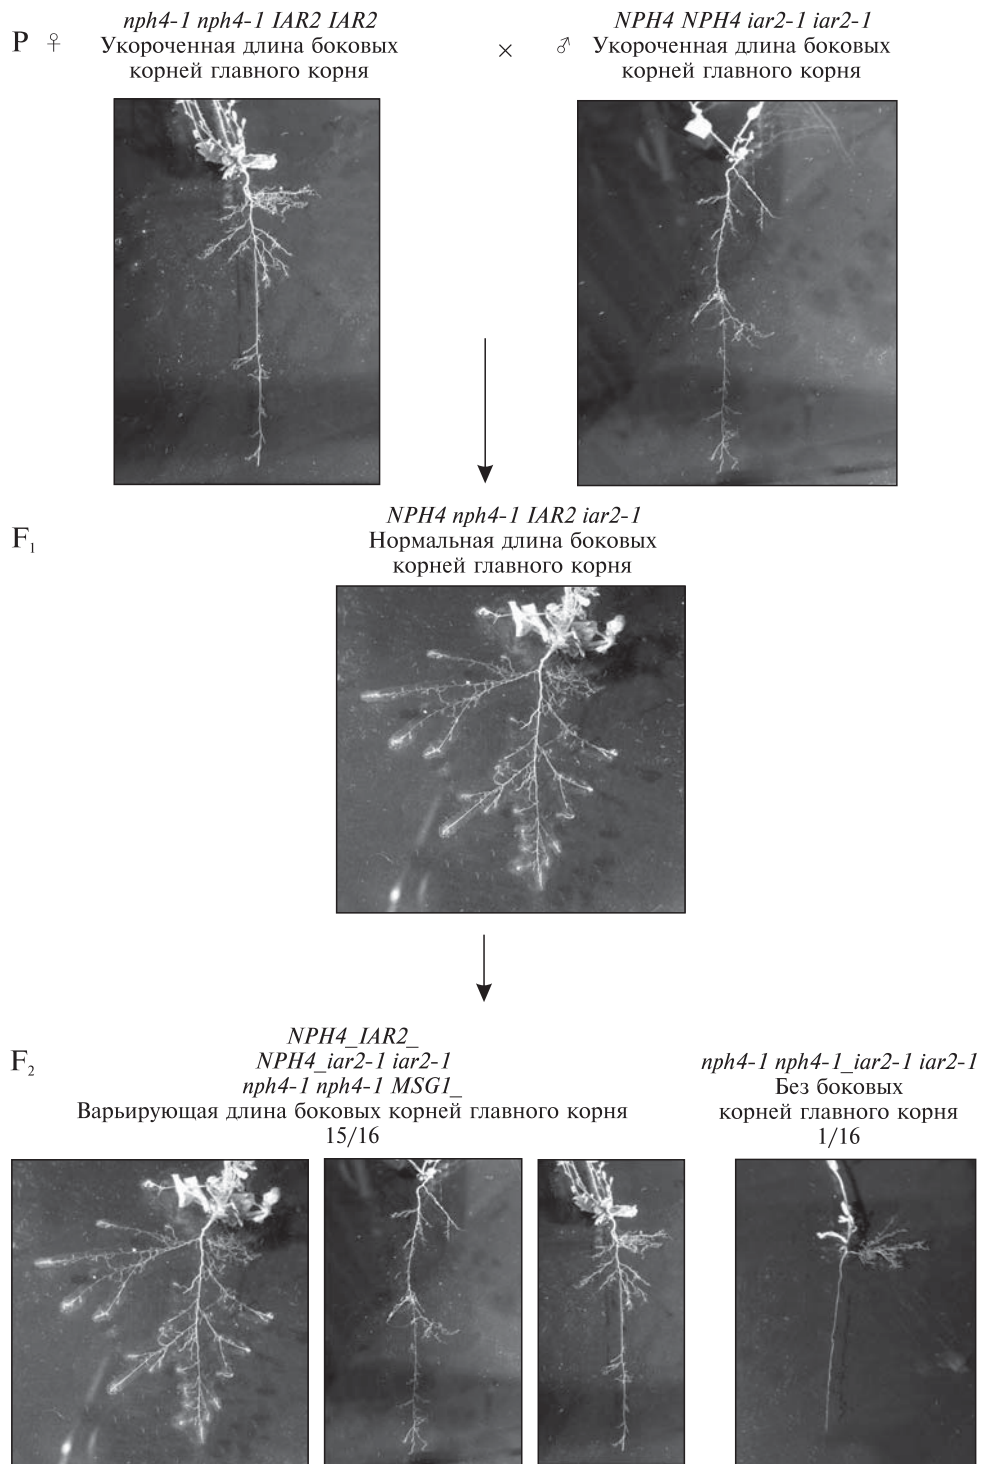 P ♀ nph4-1 nph4-1 IAR2 IAR2
Укороченная длина боковых
корней главного корня
×
♂ NPH4 NPH4 iar2-1 iar2-1
Укороченная длина боковых
корней главного корня
F1
NPH4 nph4-1 IAR2 iar2-1
Нормальная длина боковых
корней главного корня
F2
NPH4_IAR2_
NPH4_iar2-1 iar2-1
nph4-1 nph4-1 MSG1_
Варьирующая длина боковых корней главного корня
15/16
nph4-1 nph4-1_iar2-1 iar2-1
Без боковых
корней главного корня
1/16